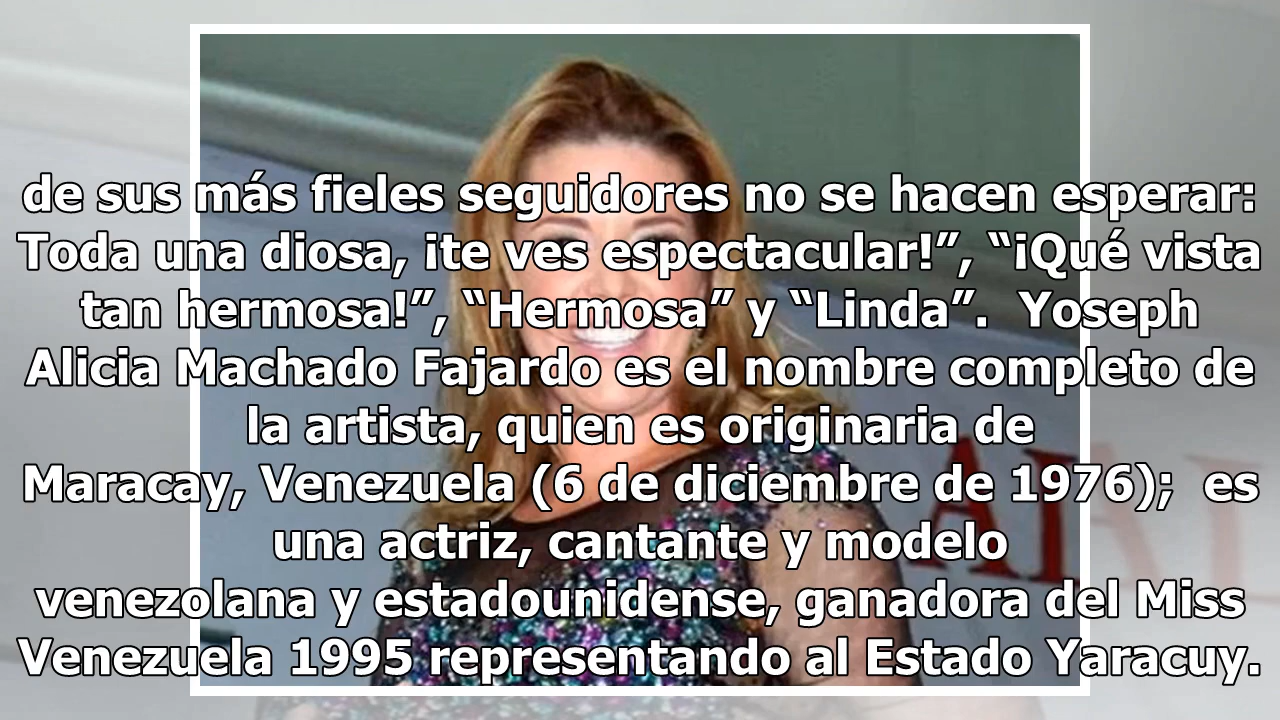 de sus más fieles seguidores no se hacen esperar:
Toda una diosa, ¡te ves espectacular!”, “¡Qué vista
tan hermosa!”, “Hermosa” y “Linda”. Yoseph
Alicia Machado Fajardo es el nombre completo de
la artista, quien es originaria de
Maracay, Venezuela (6 de diciembre de 1976); es
una actriz, cantante y modelo
venezolana y estadounidense, ganadora del Miss
Venezuela 1995 representando al Estado Yaracuy.